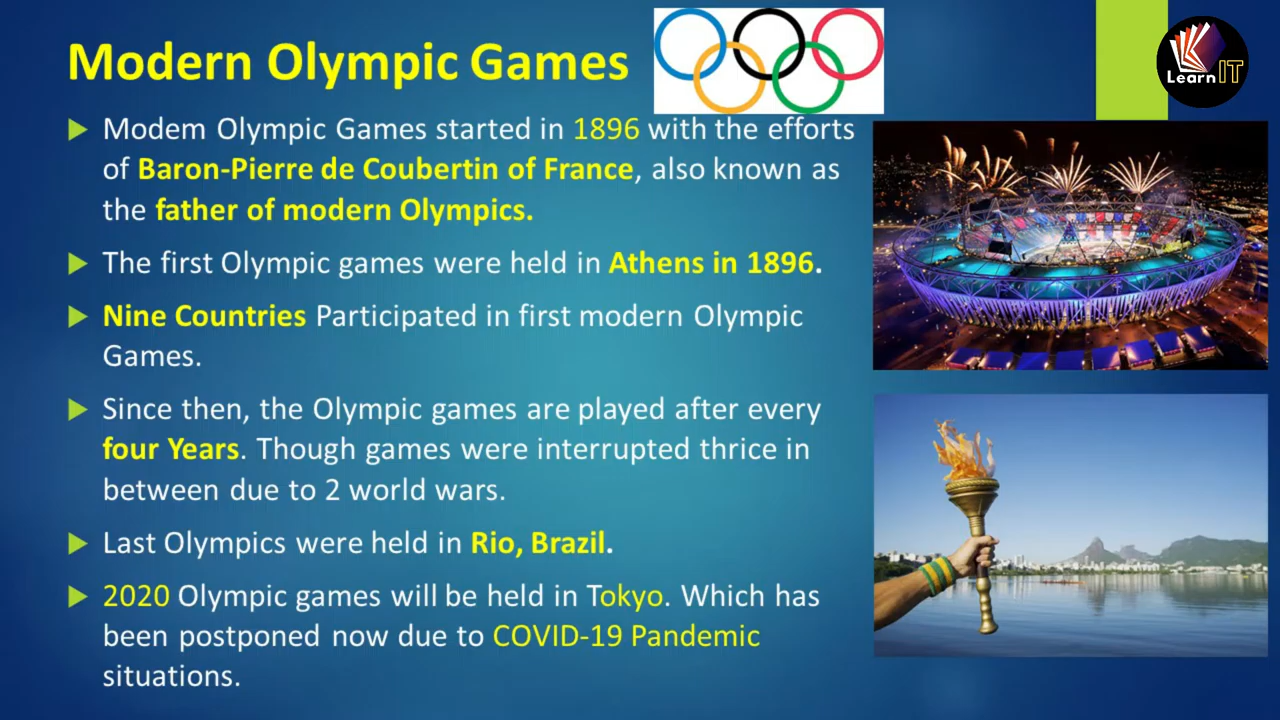 Modern Olympic Games
Learn IT
Modem Olympic Games started in 1896 with the efforts
of Baron-Pierre de Coubertin of France, also known as
the father of modern Olympics.
The first Olympic games were held in Athens in 1896.
Nine Countries Participated in first modern Olympic
Games.
Since then, the Olympic games are played after every
four Years. Though games were interrupted thrice in
between due to 2 world wars.
Last Olympics were held in Rio, Brazil.
2020 Olympic games will be held in Tokyo. Which has
been postponed now due to COVID-19 Pandemic
situations.